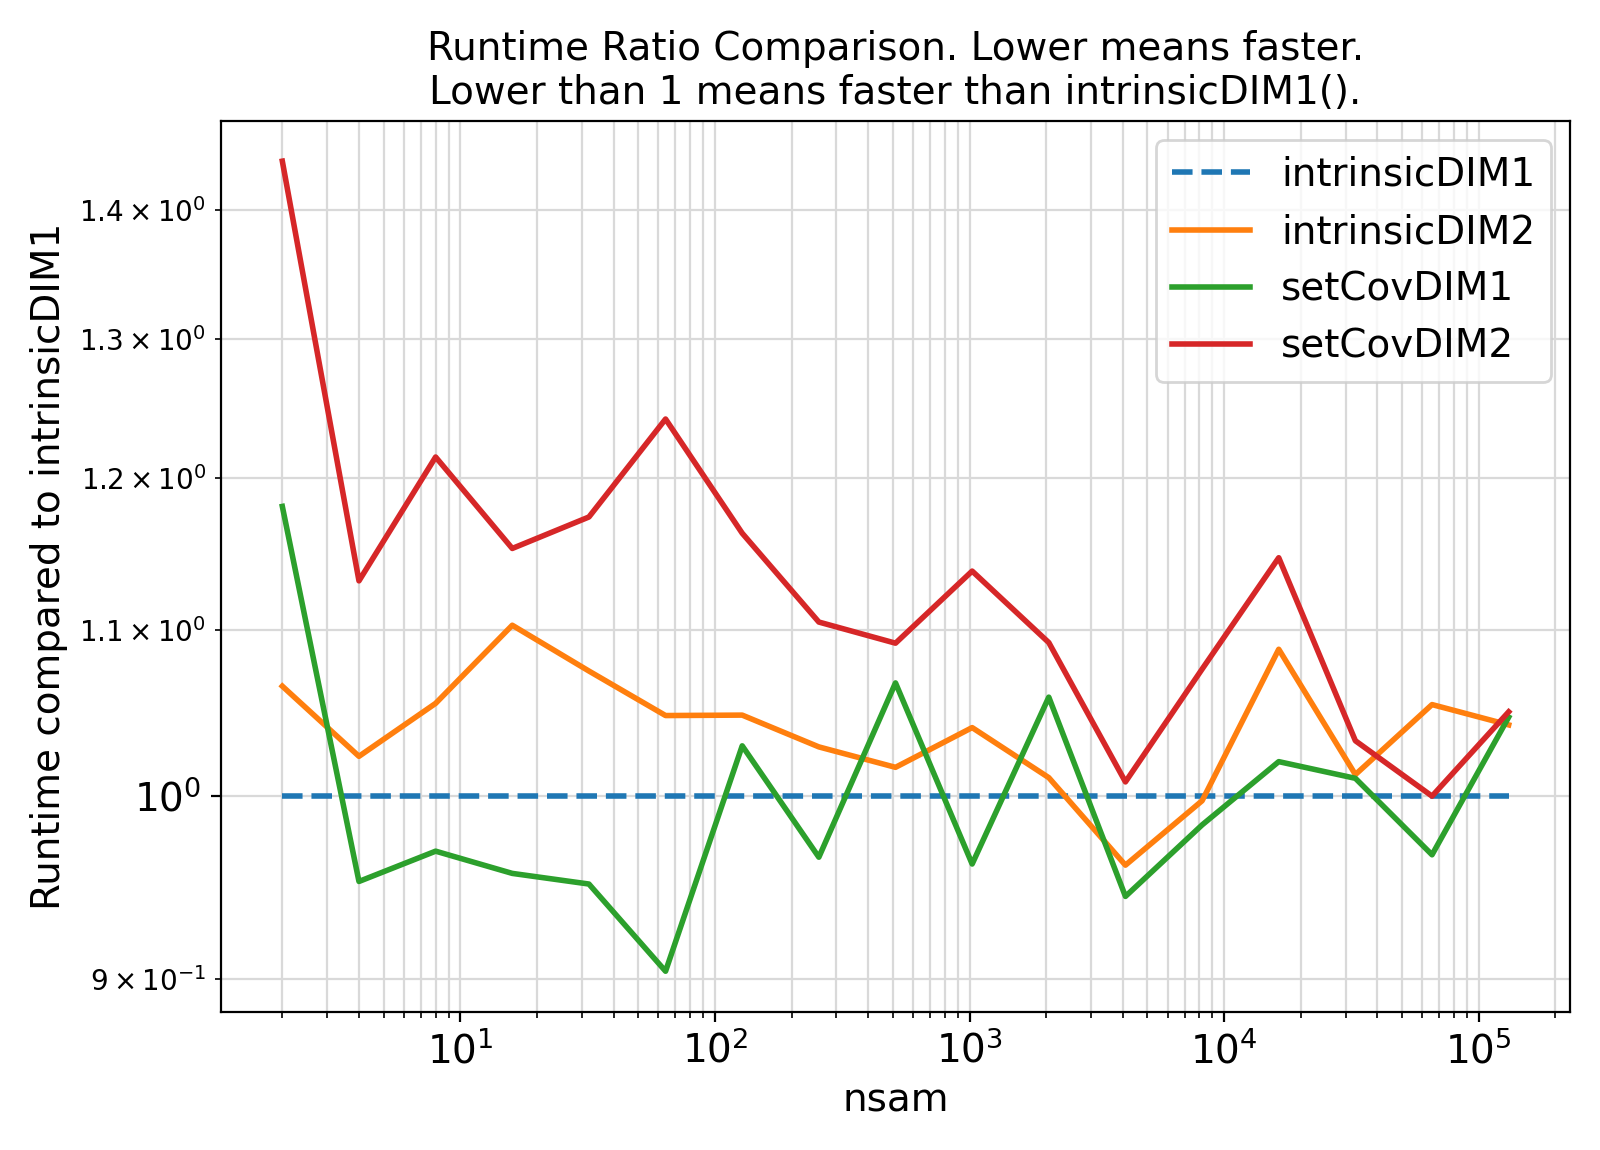 Runtime Ratio Comparison. Lower means faster.
Lower than 1 means faster than intrinsicDIM1().
Runtime compared to intrinsicDIM1
1.4 × 10⁰
1.3 × 10⁰
1.2 × 10⁰
1.1 × 10⁰
10⁰
9 × 10⁻¹
intrinsicDIM1
intrinsicDIM2
setCovDIM1
setCovDIM2
10¹ 10² 10³ 10⁴ 10⁵
nsam